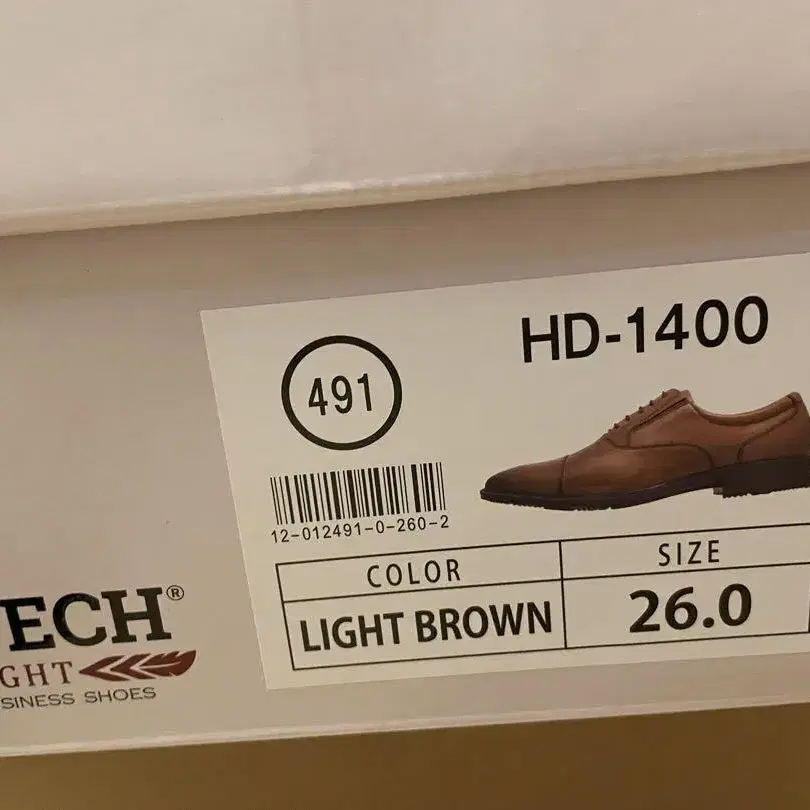 HD-1400
491
12-012491-0-260-2
COLOR
SIZE
LIGHT BROWN
26.0
ECH®
GHT
SINESS SHOES